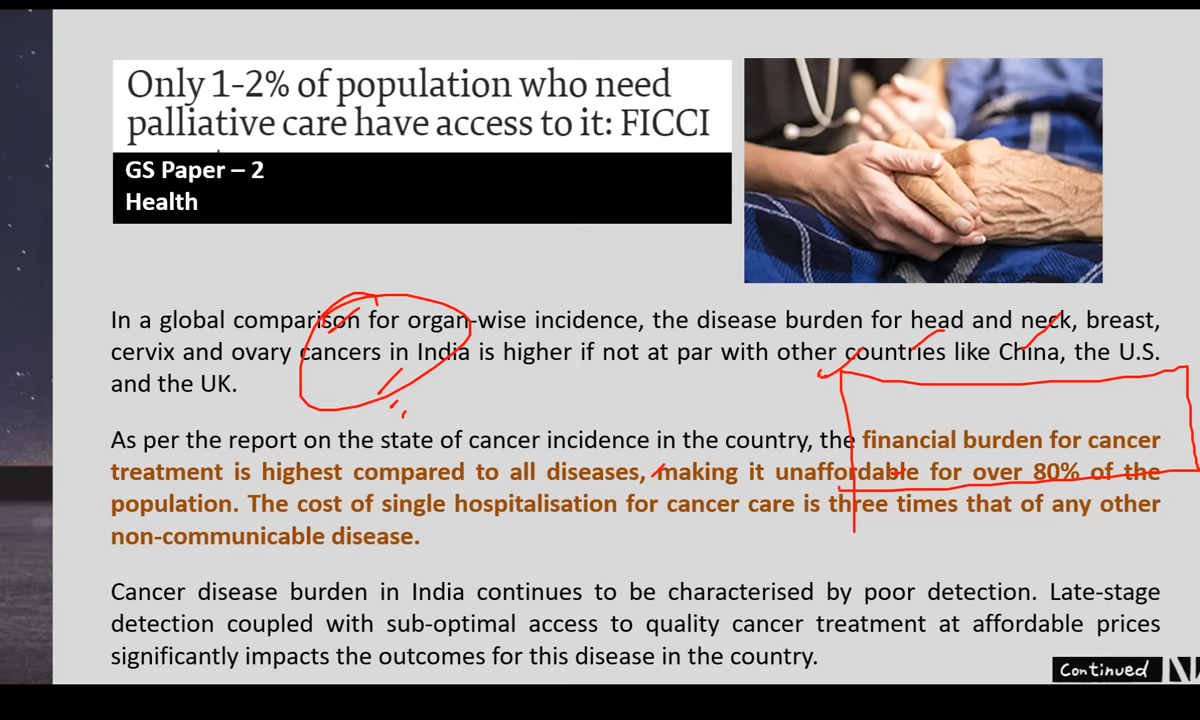 Only 1-2% of population who need
palliative care have access to it: FICCI
GS Paper – 2
Health
In a global comparison for organ-wise incidence, the disease burden for head and neck, breast,
cervix and ovary cancers in India is higher if not at par with other countries like China, the U.S.
and the UK.
As per the report on the state of cancer incidence in the country, the financial burden for cancer
treatment is highest compared to all diseases, making it unaffordable for over 80% of the
population. The cost of single hospitalisation for cancer care is three times that of any other
non-communicable disease.
Cancer disease burden in India continues to be characterised by poor detection. Late-stage
detection coupled with sub-optimal access to quality cancer treatment at affordable prices
significantly impacts the outcomes for this disease in the country.
Continued